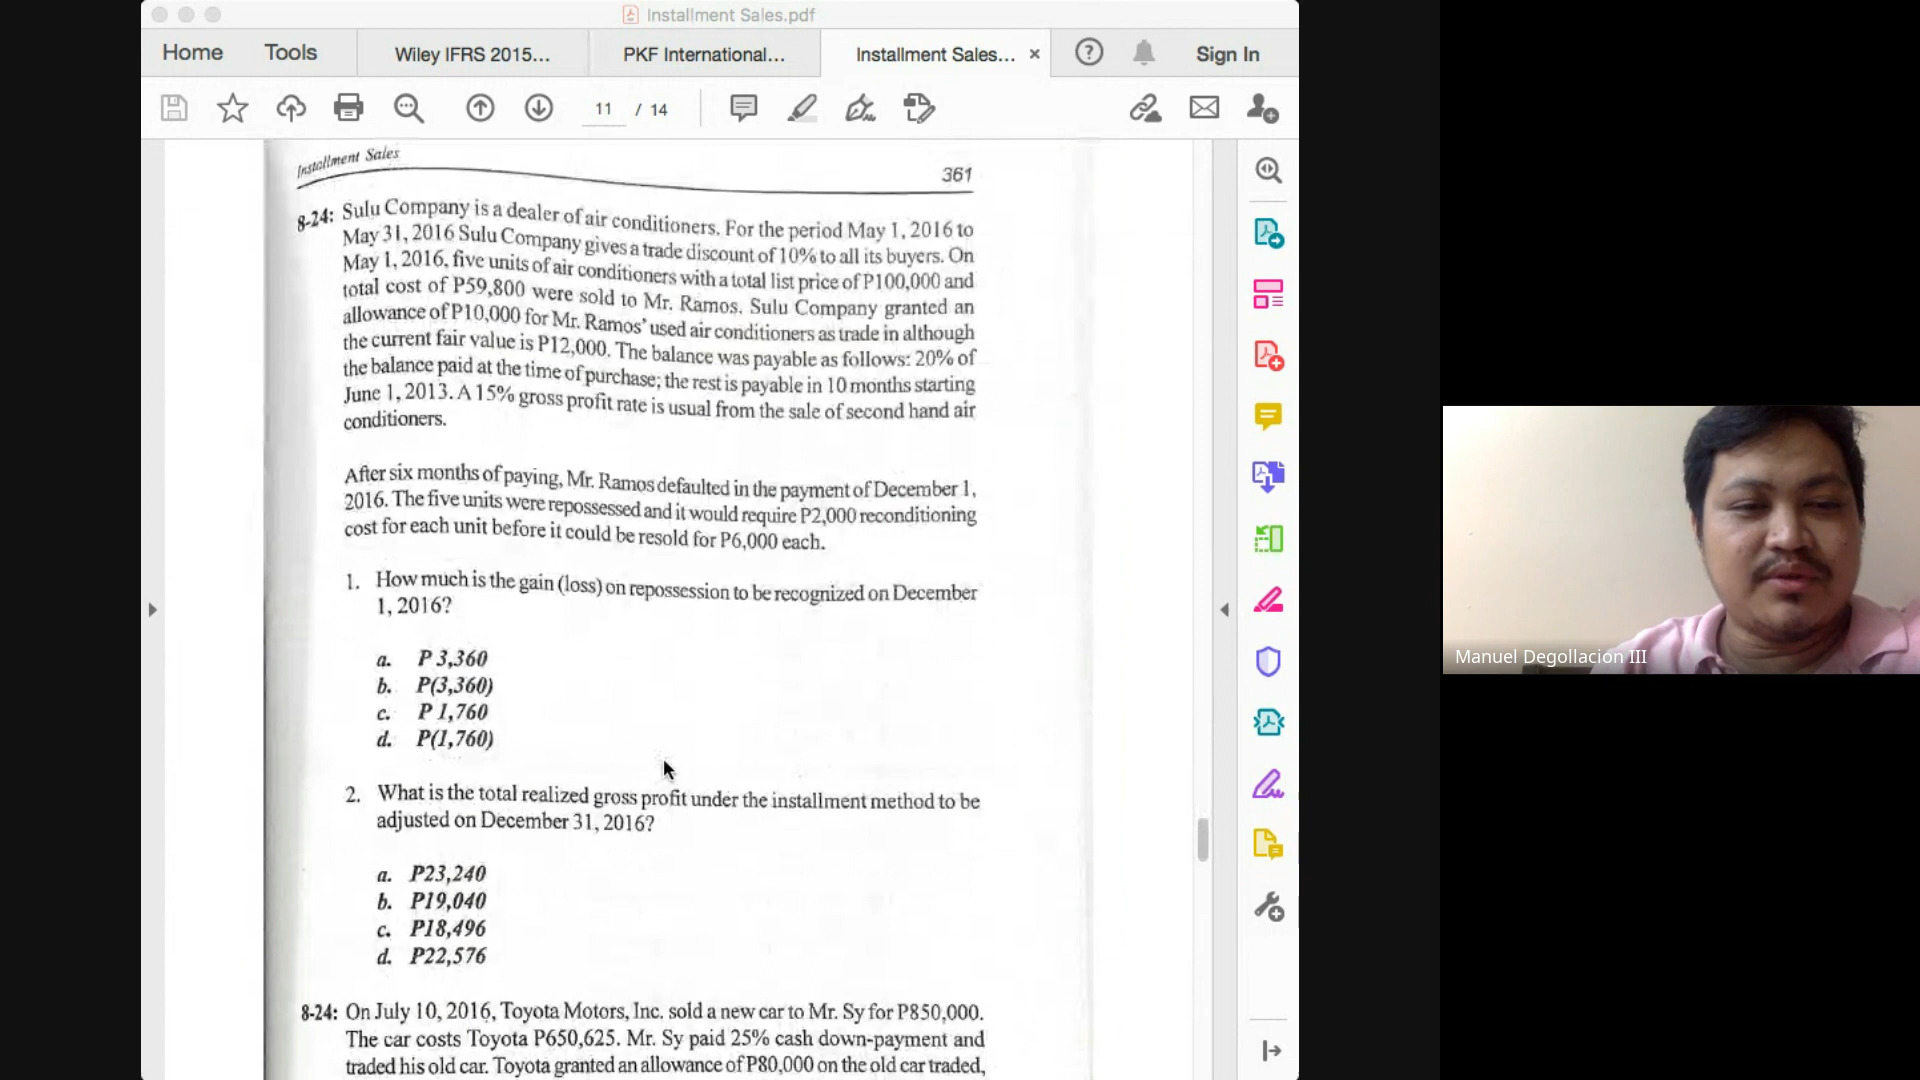 Installment Sales.pdf
Home
Tools
Wiley IFRS 2015...
PKF International...
Installment Sales... ×
Sign In
11 / 14
Installment Sales
361
8-24: Sulu Company is a dealer of air conditioners. For the period May 1, 2016 to
May 31, 2016 Sulu Company gives a trade discount of 10% to all its buyers. On
May 1, 2016, five units of air conditioners with a total list price of P100,000 and
total cost of P59,800 were sold to Mr. Ramos. Sulu Company granted an
allowance of P10,000 for Mr. Ramos' used air conditioners as trade in although
the current fair value is P12,000. The balance was payable as follows: 20% of
the balance paid at the time of purchase; the rest is payable in 10 months starting
June 1, 2013. A 15% gross profit rate is usual from the sale of second hand air
conditioners.
After six months of paying, Mr. Ramos defaulted in the payment of December 1,
2016. The five units were repossessed and it would require P2,000 reconditioning
cost for each unit before it could be resold for P6,000 each.
1. How much is the gain (loss) on repossession to be recognized on December
1, 2016?
a. P 3,360
b. P(3,360)
c. P 1,760
d. P(1,760)
2. What is the total realized gross profit under the installment method to be
adjusted on December 31, 2016?
a. P23,240
b. P19,040
c. P18,496
d. P22,576
8-24: On July 10, 2016, Toyota Motors, Inc. sold a new car to Mr. Sy for P850,000.
The car costs Toyota P650,625. Mr. Sy paid 25% cash down-payment and
traded his old car. Toyota granted an allowance of P80,000 on the old car traded,
Manuel Degollacion III